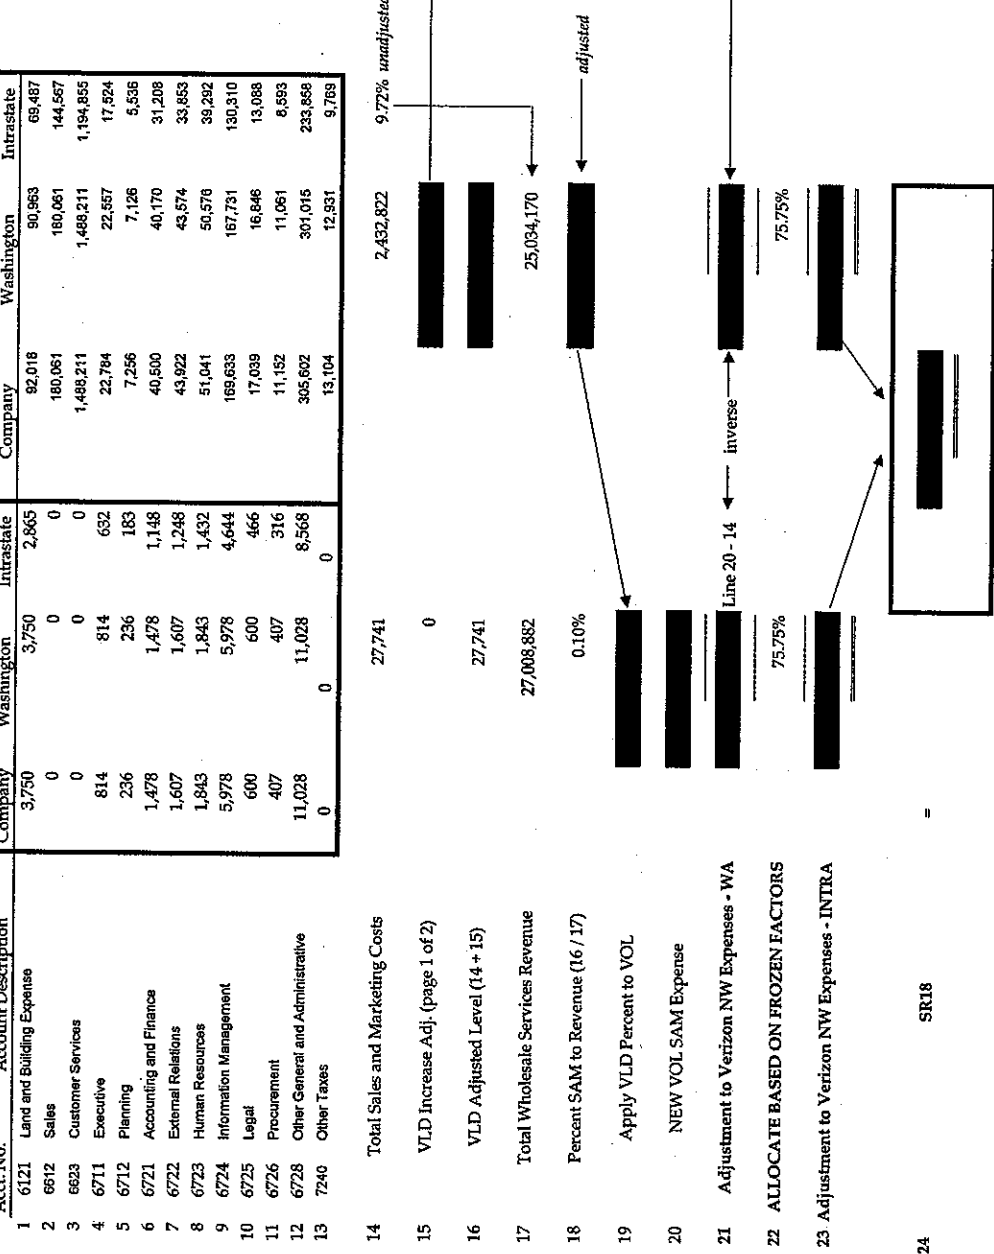 Acct. No. Account Description Company Washington Intrastate Company Washington Intrastate
1 6121 Land and Building Expense 3,750 3,750 2,865 92,018 90,963 69,487
2 6612 Sales 0 0 0 180,061 180,061 144,567
3 6623 Customer Services 0 0 0 1,488,211 1,488,211 1,194,855
4 6711 Executive 814 814 632 22,784 22,557 17,524
5 6712 Planning 236 236 183 7,256 7,126 5,536
6 6721 Accounting and Finance 1,478 1,478 1,148 40,500 40,170 31,208
7 6722 External Relations 1,607 1,607 1,248 43,922 43,574 33,853
8 6723 Human Resources 1,843 1,843 1,432 51,041 50,576 39,292
9 6724 Information Management 5,978 5,978 4,644 169,633 167,731 130,310
10 6725 Legal 600 600 466 17,039 16,846 13,088
11 6726 Procurement 407 407 316 11,152 11,061 8,593
12 6728 Other General and Administrative 11,028 11,028 8,568 305,602 301,015 233,858
13 7240 Other Taxes 0 0 0 13,104 12,931 9,769
14 Total Sales and Marketing Costs 27,741 2,432,822 9.72% unadjusted
15 VLD Increase Adj. (page 1 of 2) 0
16 VLD Adjusted Level (14 + 15) 27,741
17 Total Wholesale Services Revenue 27,008,882 25,034,170
18 Percent SAM to Revenue (16 / 17) 0.10% adjusted
19 Apply VLD Percent to VOL
20 NEW VOL SAM Expense
21 Adjustment to Verizon NW Expenses - WA Line 20 - 14 inverse
22 ALLOCATE BASED ON FROZEN FACTORS 75.75% 75.75%
23 Adjustment to Verizon NW Expenses - INTRA
24 SR18 =